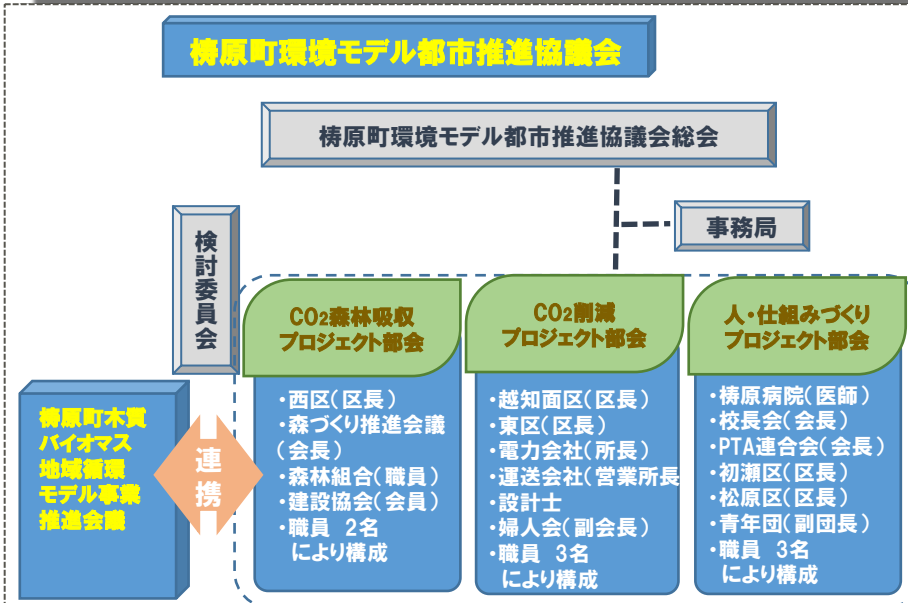 梼原町環境モデル都市推進協議会
梼原町環境モデル都市推進協議会総会
事務局
検討委員会
CO2森林吸収
プロジェクト部会
・西区(区長)
・森づくり推進会議
(会長)
・森林組合(職員)
・建設協会(会員)
・職員 2名
により構成
CO2削減
プロジェクト部会
・越知面区(区長)
・東区(区長)
・電力会社(所長)
・運送会社(営業所長
・設計士
・婦人会(副会長)
・職員 3名
により構成
人・仕組みづくり
プロジェクト部会
・梼原病院(医師)
・校長会(会長)
・PTA連合会(会長)
・初瀬区(区長)
・松原区(区長)
・青年団(副団長)
・職員 3名
により構成
梼原町木質
バイオマス
地域循環
モデル事業
推進会議
連携